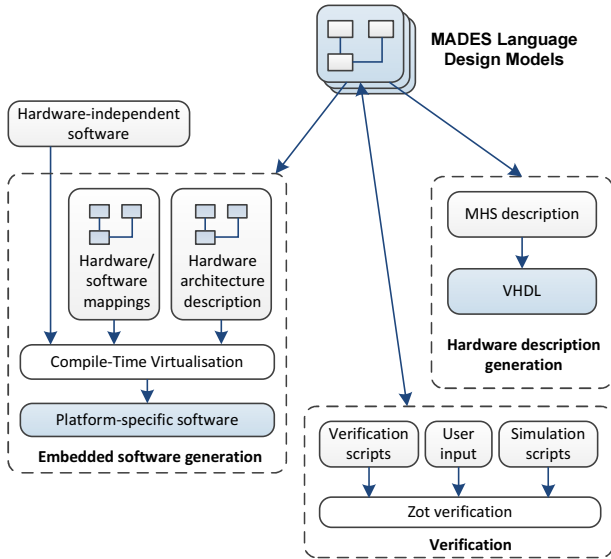 MADES Language
Design Models
Hardware-independent
software
Hardware/
software
mappings
Hardware
architecture
description
Compile-Time Virtualisation
Platform-specific software
Embedded software generation
MHS description
VHDL
Hardware description
generation
Verification
scripts
User
input
Simulation
scripts
Zot verification
Verification